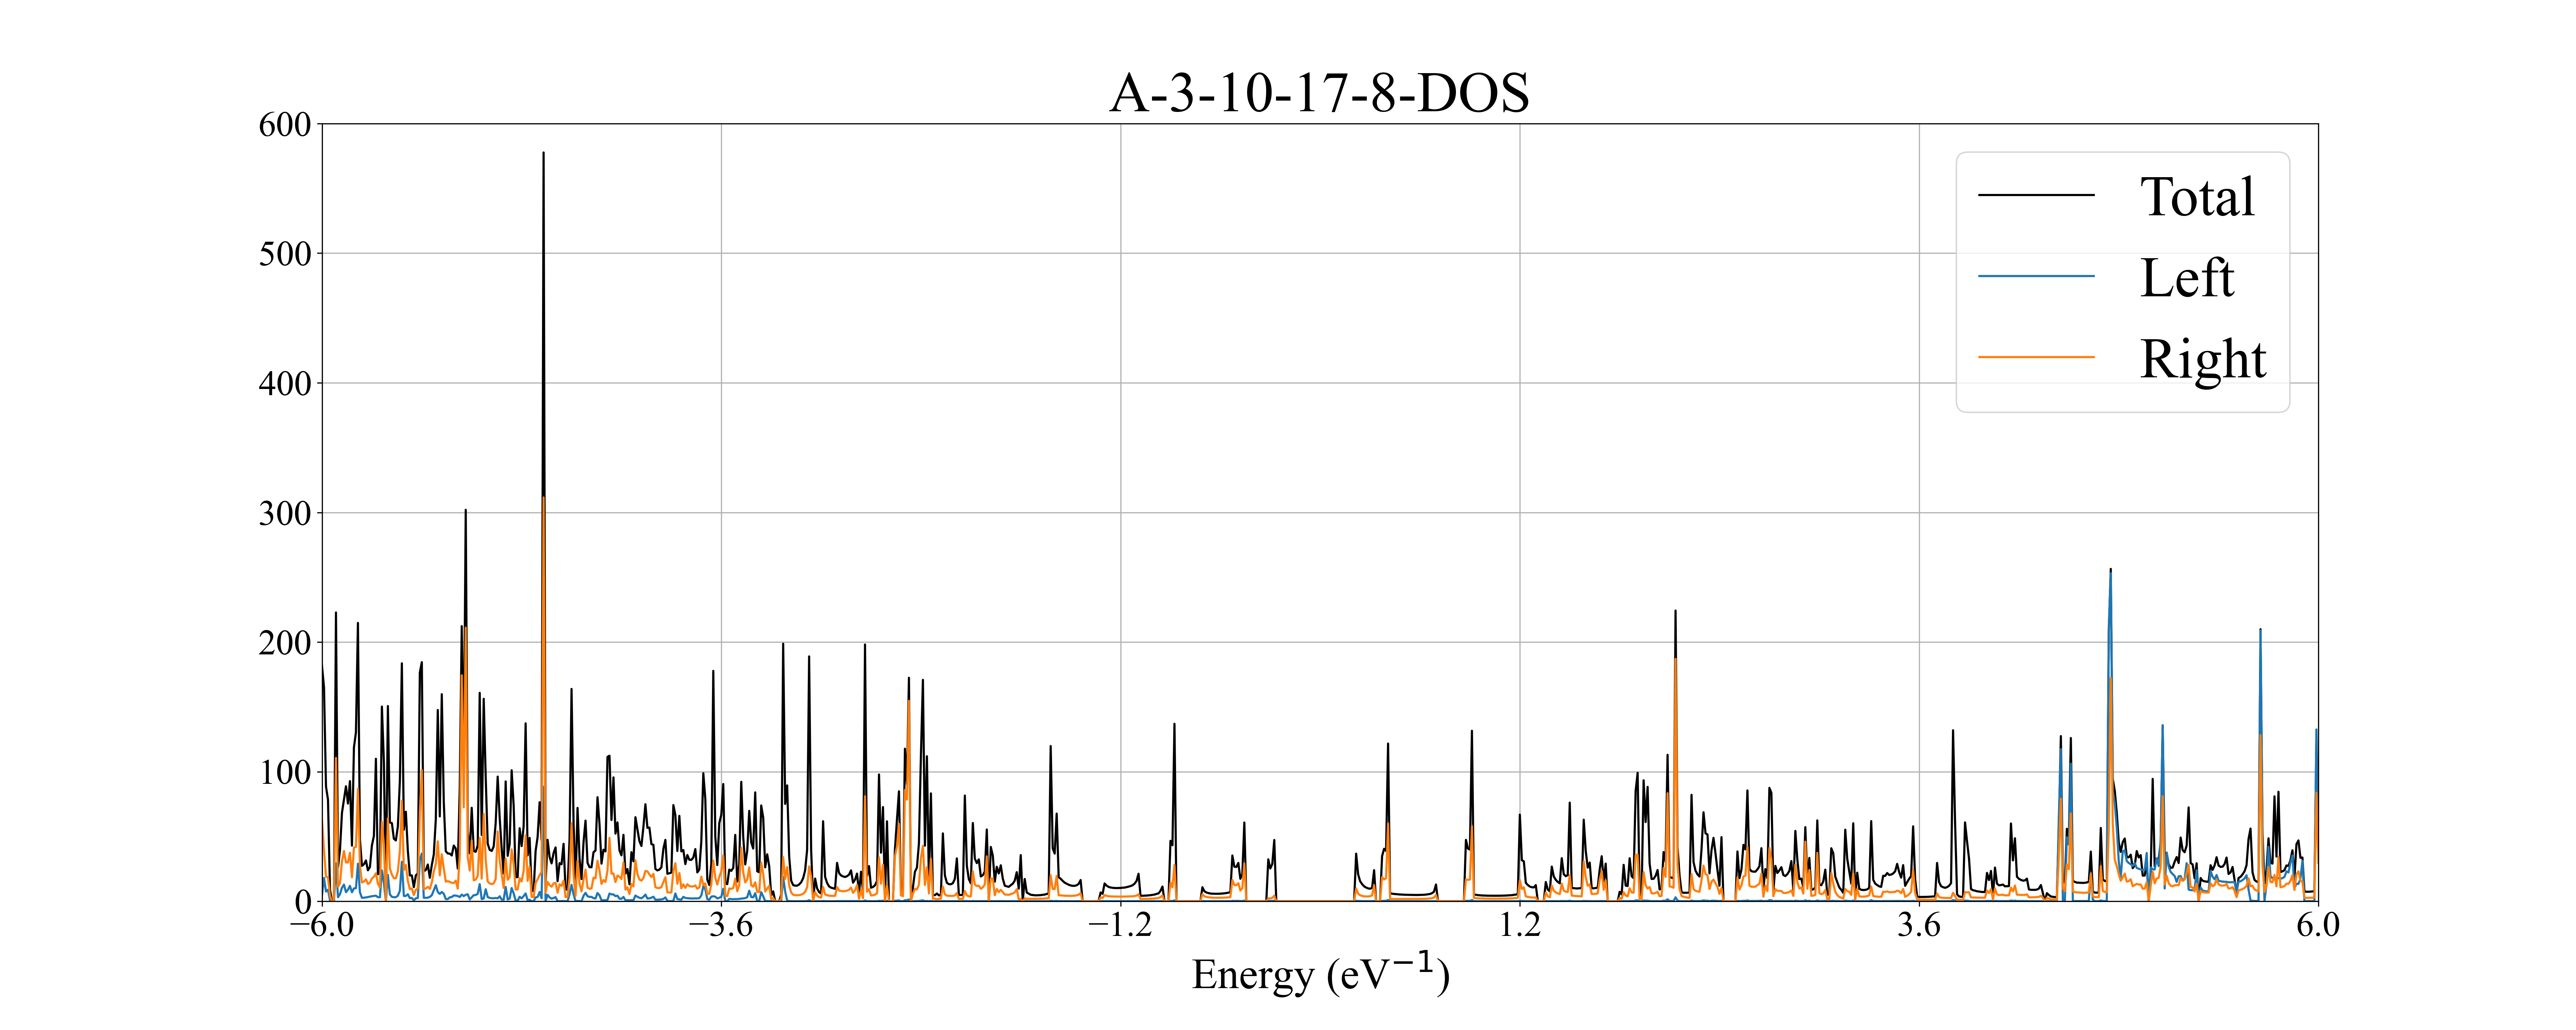 A-3-10-17-8-DOS
600
500
400
300
200
100
0
Total
Left
Right
−6.0 −3.6 −1.2 1.2 3.6 6.0
Energy (eV⁻¹)